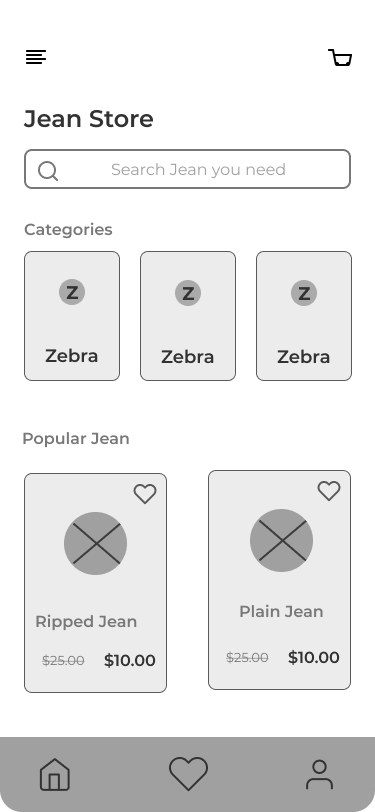 Jean Store
Search Jean you need
Categories
Z Z Z
Zebra Zebra Zebra
Popular Jean
Ripped Jean
$25.00 $10.00
Plain Jean
$25.00 $10.00